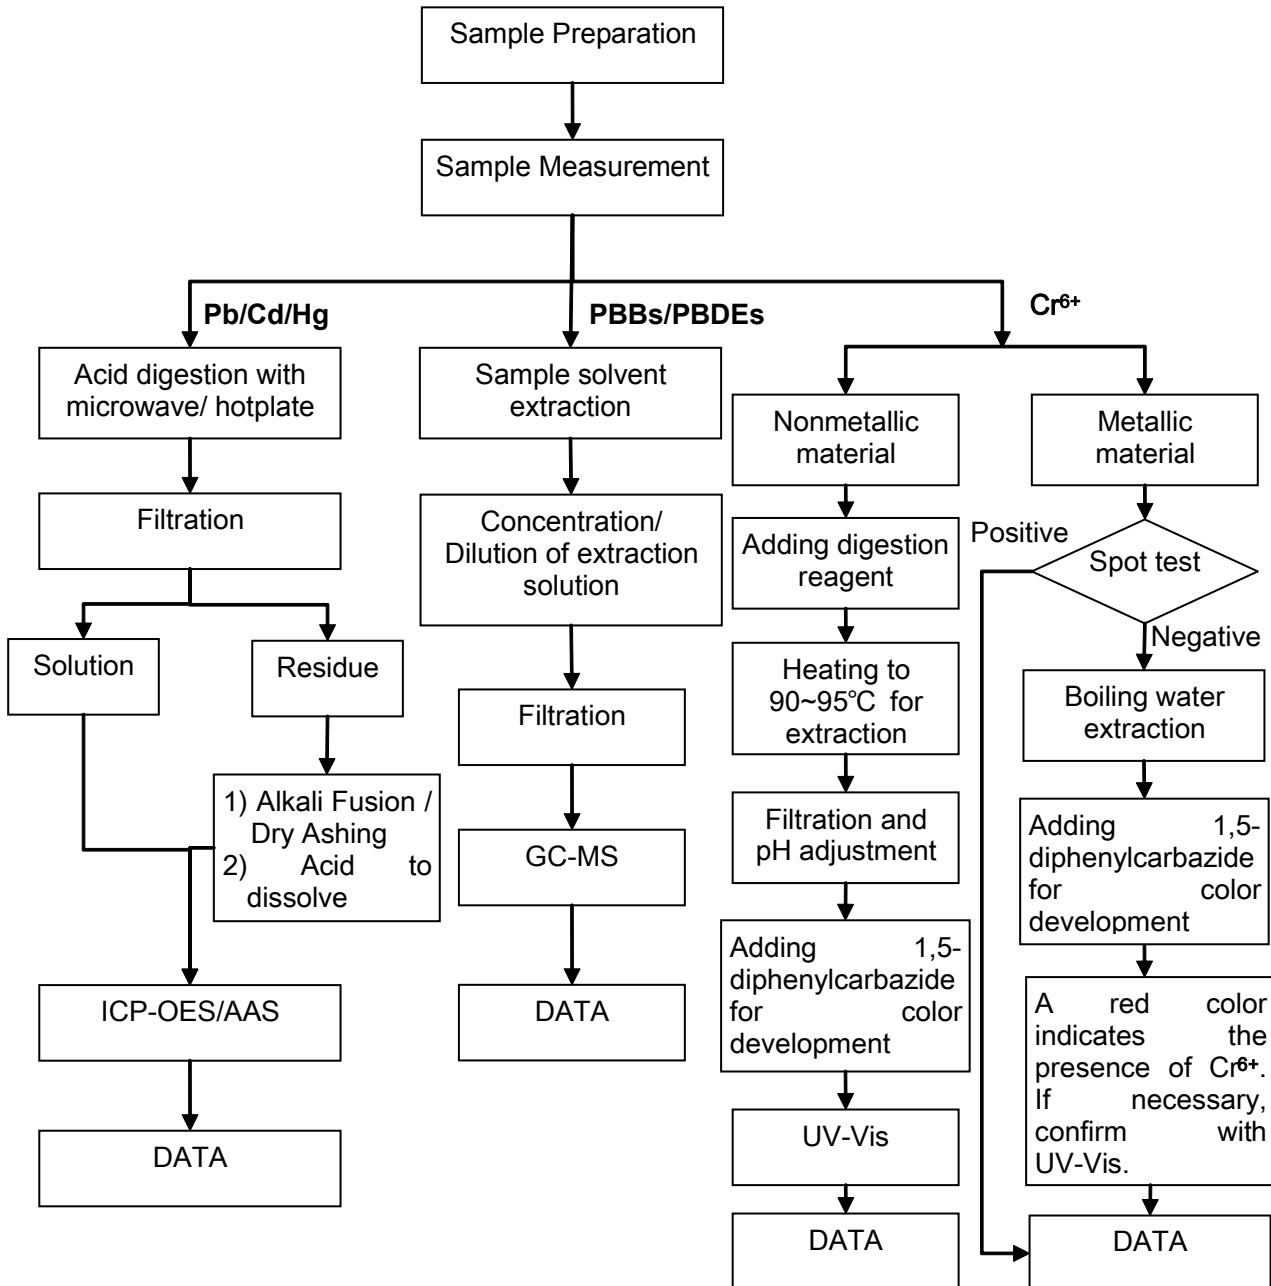 Sample Preparation
Sample Measurement
Pb/Cd/Hg
PBBs/PBDEs
Cr6+
Acid digestion with
microwave/ hotplate
Filtration
Solution
Residue
1) Alkali Fusion /
Dry Ashing
2) Acid to
dissolve
ICP-OES/AAS
DATA
Sample solvent
extraction
Concentration/
Dilution of extraction
solution
Filtration
GC-MS
DATA
Nonmetallic
material
Adding digestion
reagent
Heating to
90~95℃ for
extraction
Filtration and
pH adjustment
Adding 1,5-
diphenylcarbazide
for color
development
UV-Vis
DATA
Metallic
material
Positive
Spot test
Negative
Boiling water
extraction
Adding 1,5-
diphenylcarbazide
for color
development
A red color
indicates the
presence of Cr6+.
If necessary,
confirm with
UV-Vis.
DATA